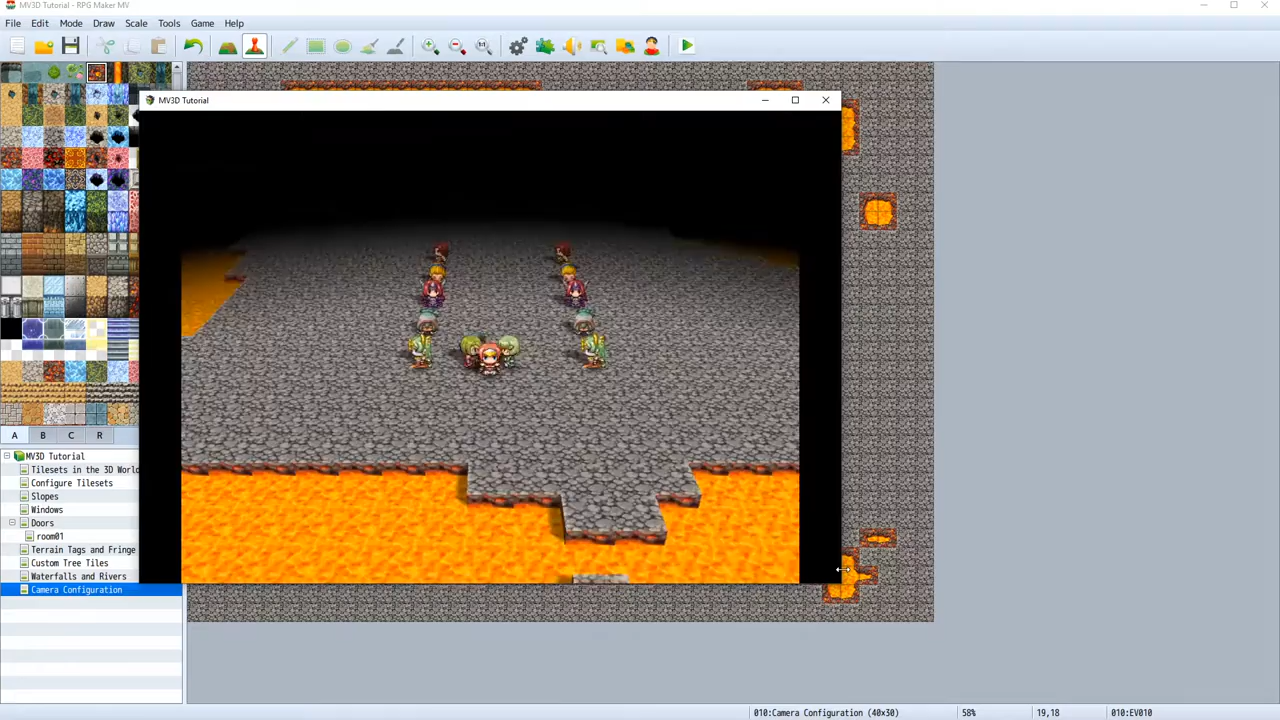 MV3D Tutorial - RPG Maker MV
File Edit Mode Draw Scale Tools Game Help
1:1
MV3D Tutorial
A B C R
MV3D Tutorial
Tilesets in the 3D World
Configure Tilesets
Slopes
Windows
Doors
room01
Terrain Tags and Fringe
Custom Tree Tiles
Waterfalls and Rivers
Camera Configuration
010:Camera Configuration (40x30) 58% 19,18 010:EV010